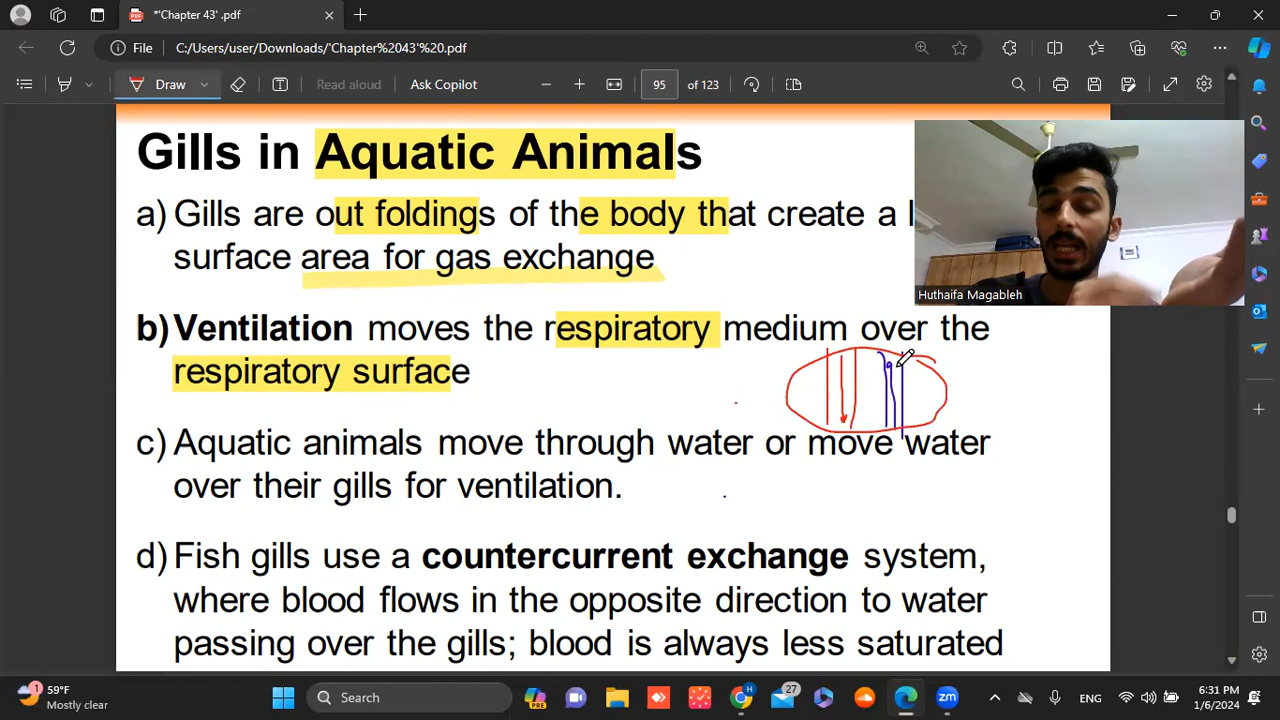 *'Chapter 43' .pdf
File
C:/Users/user/Downloads/'Chapter%2043'%20.pdf
Draw
Read aloud
Ask Copilot
95
of 123
Gills in Aquatic Animals
a) Gills are out foldings of the body that create a l
surface area for gas exchange
Huthaifa Magableh
b) Ventilation moves the respiratory medium over the
respiratory surface
c) Aquatic animals move through water or move water
over their gills for ventilation.
d) Fish gills use a countercurrent exchange system,
where blood flows in the opposite direction to water
passing over the gills; blood is always less saturated
1
59°F
Mostly clear
Search
PRE
H
27
zm
ENG
6:31 PM
1/6/2024